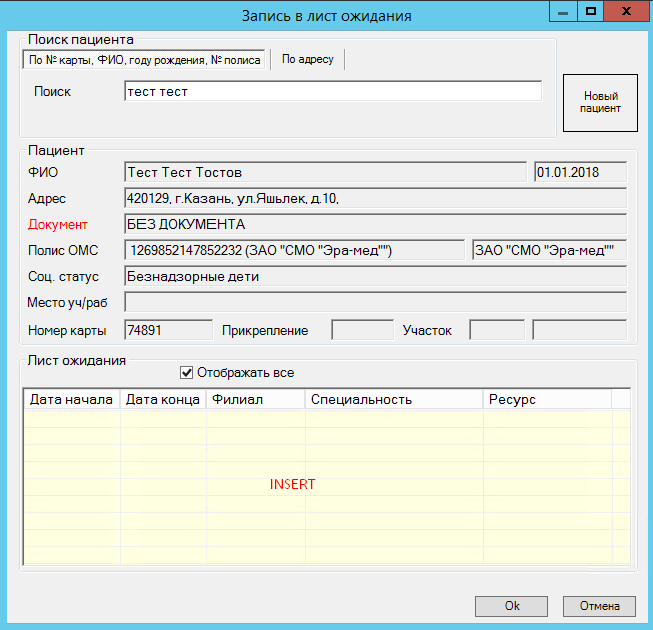 Запись в лист ожидания
Поиск пациента
По № карты, ФИО, году рождения, № полиса По адресу
Поиск тест тест
Новый
пациент
Пациент
ФИО Тест Тест Тостов 01.01.2018
Адрес 420129, г.Казань, ул.Яшьлек, д.10,
Документ БЕЗ ДОКУМЕНТА
Полис ОМС 1269852147852232 (ЗАО "СМО "Эра-мед"") ЗАО "СМО "Эра-мед""
Соц. статус Безнадзорные дети
Место уч/раб
Номер карты 74891 Прикрепление Участок
Лист ожидания
Отображать все
Дата начала Дата конца Филиал Специальность Ресурс
INSERT
Ok Отмена